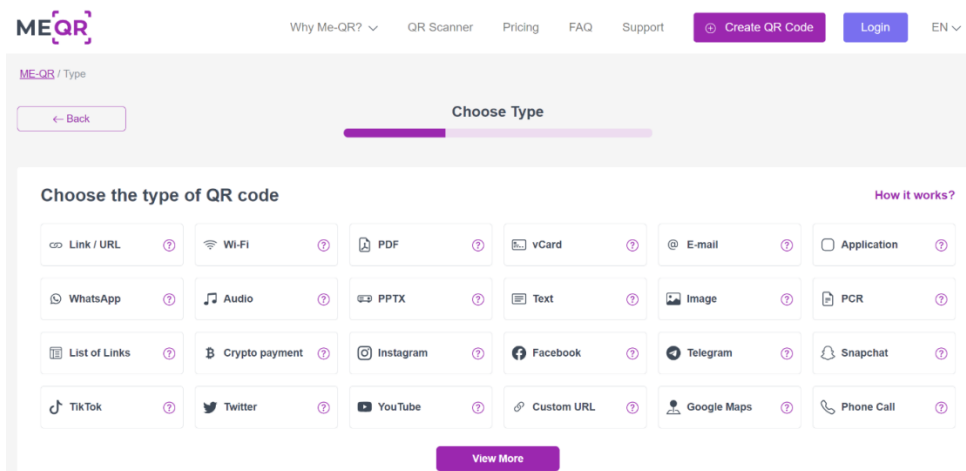 MEQR Why Me-QR? QR Scanner Pricing FAQ Support Create QR Code Login EN
ME-QR / Type
← Back
Choose Type
Choose the type of QR code How it works?
Link / URL ? Wi-Fi ? PDF ? vCard ? @ E-mail ? Application ?
WhatsApp ? Audio ? PPTX ? Text ? Image ? PCR ?
List of Links ? Crypto payment ? Instagram ? Facebook ? Telegram ? Snapchat ?
TikTok ? Twitter ? YouTube ? Custom URL ? Google Maps ? Phone Call ?
View More